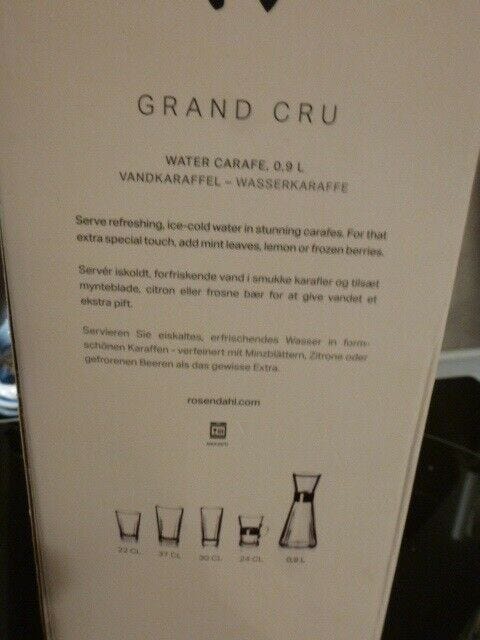 GRAND CRU
WATER CARAFE, 0,9 L
VANDKARAFFEL – WASSERKARAFFE
Serve refreshing, ice-cold water in stunning carafes. For that
extra special touch, add mint leaves, lemon or frozen berries.
Servér iskoldt, forfriskende vand i smukke karafler og tilsæt
mynteblade, citron eller frosne bær for at give vandet et
ekstra pift.
Servieren Sie eiskaltes, erfrischendes Wasser in form-
schönen Karaffen – verfeinert mit Minzblättern, Zitrone oder
gefrorenen Beeren als das gewisse Extra.
rosendahl.com
22 CL 37 CL 30 CL 24 CL 0,9 L